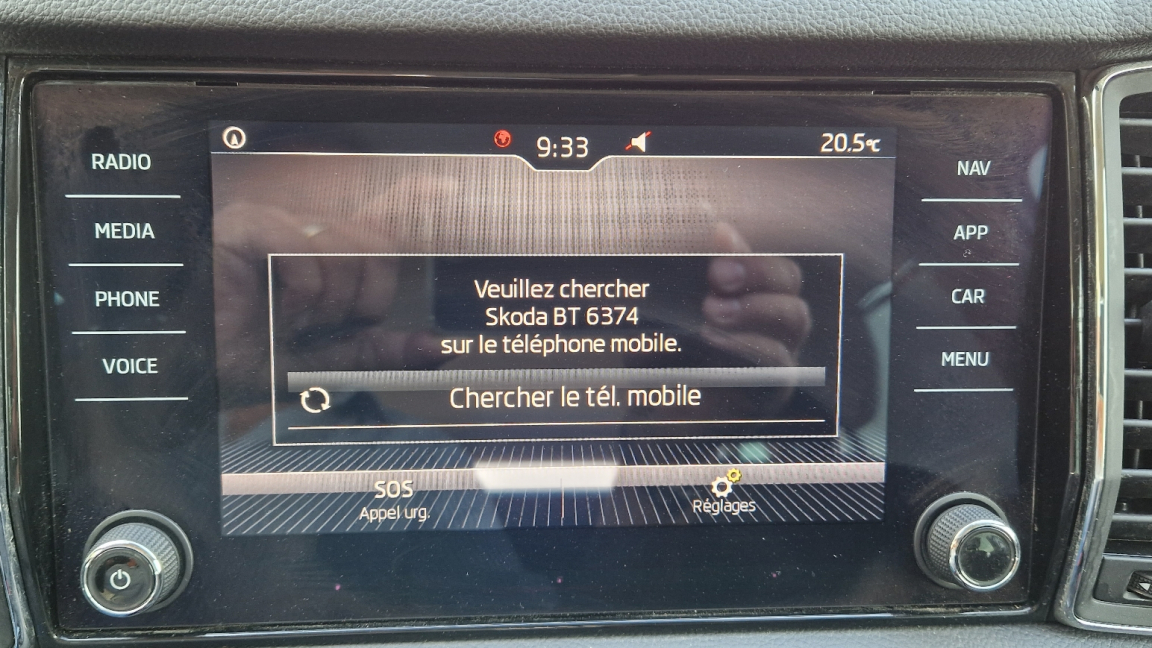 RADIO
MEDIA
PHONE
VOICE
9:33
20.5°C
Veuillez chercher
Skoda BT 6374
sur le téléphone mobile.
Chercher le tél. mobile
SOS
Appel urg.
Réglages
NAV
APP
CAR
MENU